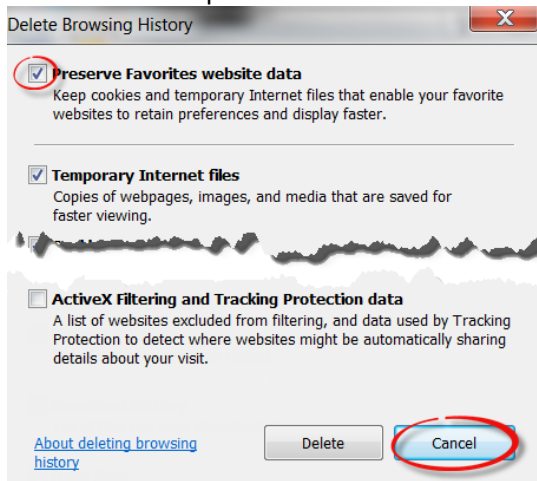 Delete Browsing History
Preserve Favorites website data
Keep cookies and temporary Internet files that enable your favorite
websites to retain preferences and display faster.
Temporary Internet files
Copies of webpages, images, and media that are saved for
faster viewing.
ActiveX Filtering and Tracking Protection data
A list of websites excluded from filtering, and data used by Tracking
Protection to detect where websites might be automatically sharing
details about your visit.
About deleting browsing
history
Delete
Cancel